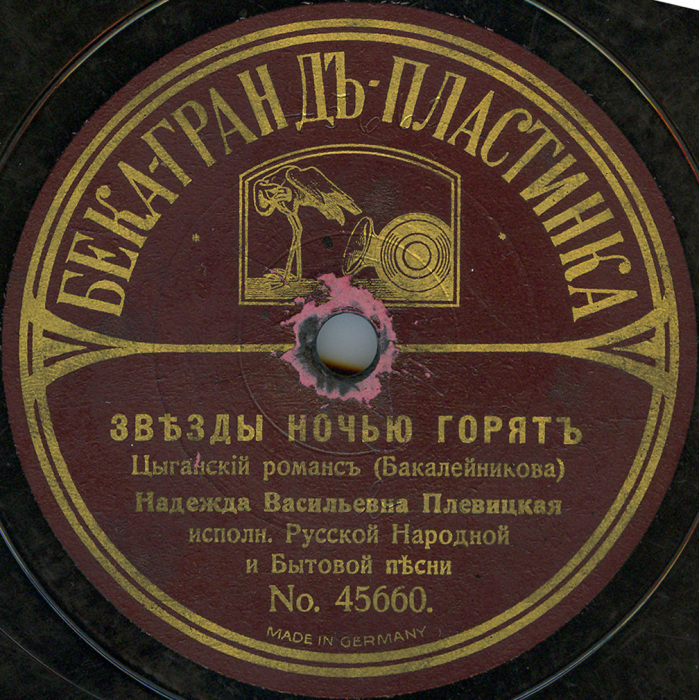 БЕКА-ГРАНДЪ-ПЛАСТИНКА
ЗВѢЗДЫ НОЧЬЮ ГОРЯТЪ
Цыганскій романсъ (Бакалейникова)
Надежда Васильевна Плевицкая
исполн. Русской Народной
и Бытовой пѣсни
No. 45660.
MADE IN GERMANY